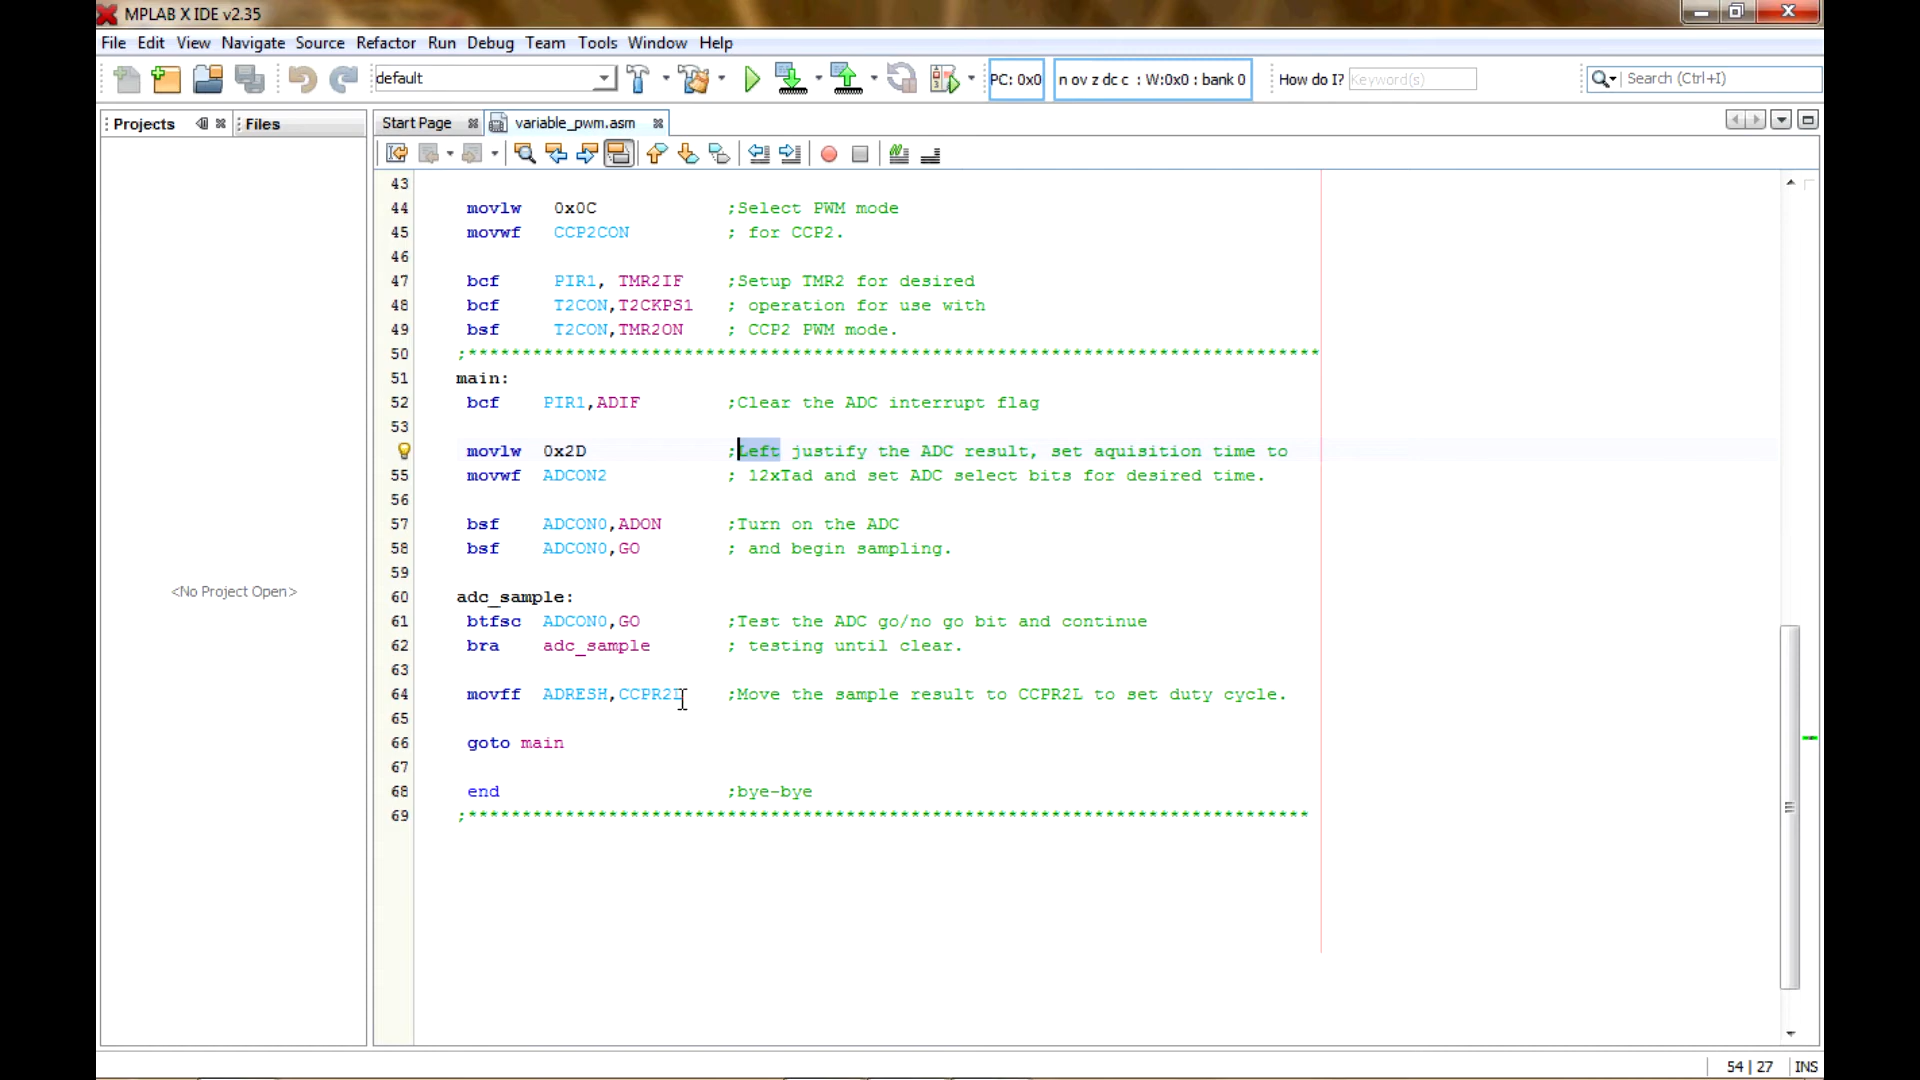 MPLAB X IDE v2.35
File Edit View Navigate Source Refactor Run Debug Team Tools Window Help
default PC: 0x0 n ov z dc c : W:0x0 : bank 0 How do I? Keyword(s) Search (Ctrl+I)
Projects Files Start Page variable_pwm.asm
43
44 movlw 0x0C ;Select PWM mode
45 movwf CCP2CON ; for CCP2.
46
47 bcf PIR1, TMR2IF ;Setup TMR2 for desired
48 bcf T2CON,T2CKPS1 ; operation for use with
49 bsf T2CON,TMR2ON ; CCP2 PWM mode.
50 ;*******************************************************************************
51 main:
52 bcf PIR1,ADIF ;Clear the ADC interrupt flag
53
movlw 0x2D ;Left justify the ADC result, set aquisition time to
55 movwf ADCON2 ; 12xTad and set ADC select bits for desired time.
56
57 bsf ADCON0,ADON ;Turn on the ADC
58 bsf ADCON0,GO ; and begin sampling.
59
60 adc_sample:
61 btfsc ADCON0,GO ;Test the ADC go/no go bit and continue
62 bra adc_sample ; testing until clear.
63
64 movff ADRESH,CCPR2L ;Move the sample result to CCPR2L to set duty cycle.
65
66 goto main
67
68 end ;bye-bye
69 ;******************************************************************************
<No Project Open>
54 | 27 INS